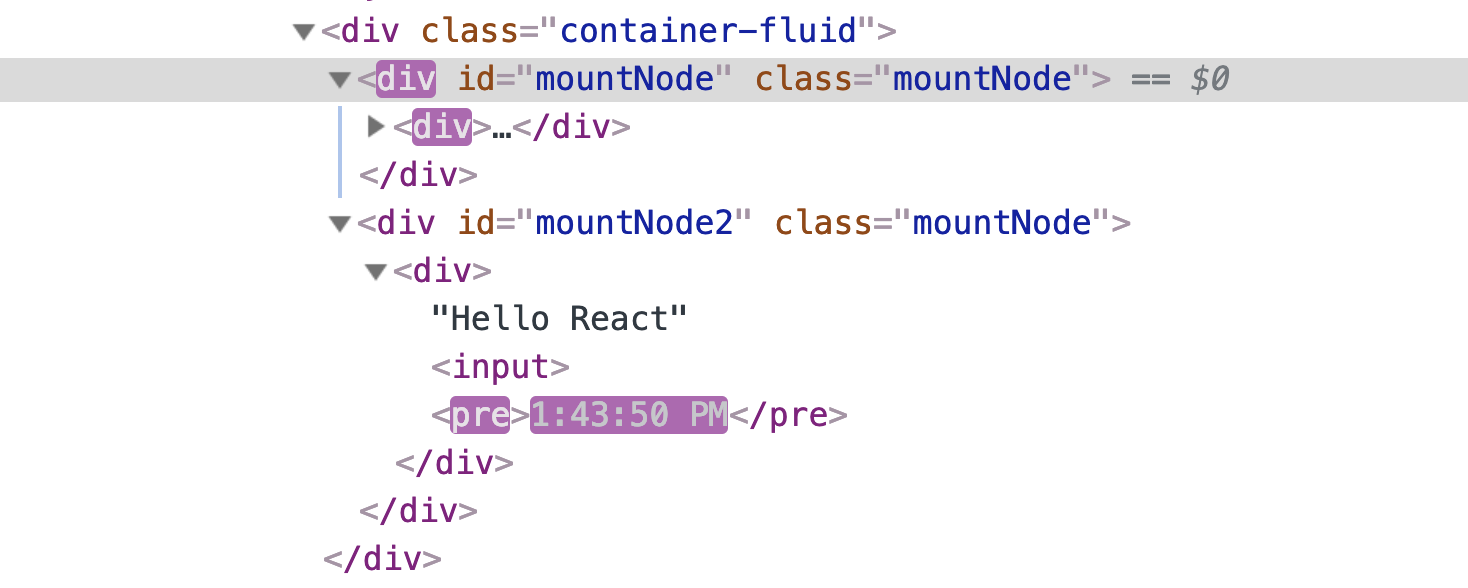 <div class="container-fluid">
<div id="mountNode" class="mountNode"> == $0
<div>…</div>
</div>
<div id="mountNode2" class="mountNode">
<div>
"Hello React"
<input>
<pre>1:43:50 PM</pre>
</div>
</div>
</div>